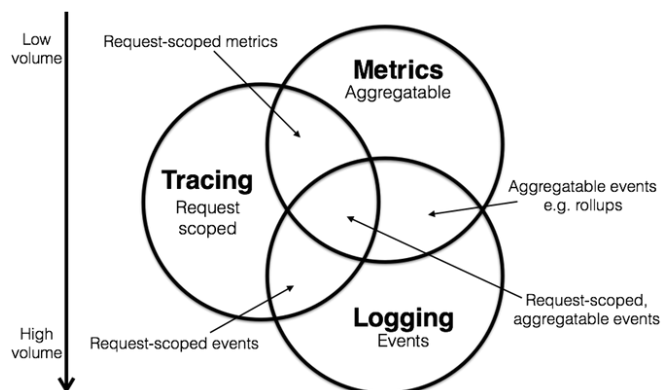 Low
volume
Request-scoped metrics
Metrics
Aggregatable
Tracing
Request
scoped
Aggregatable events
e.g. rollups
Request-scoped,
aggregatable events
Logging
Events
Request-scoped events
High
volume